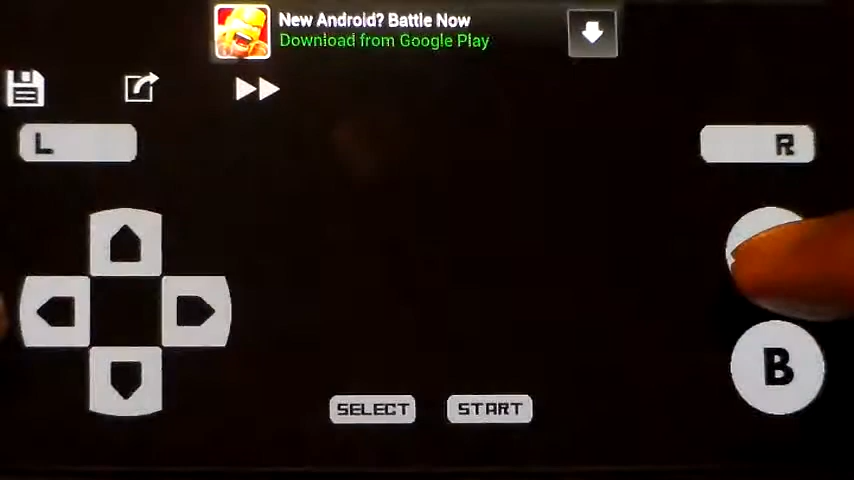 New Android? Battle Now
Download from Google Play
L
R
B
SELECT
START